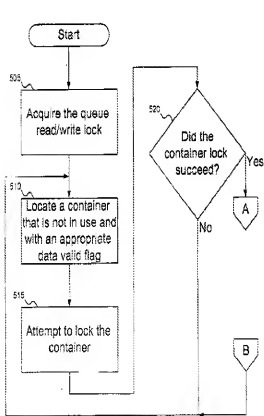 Start
505
Acquire the queue
read/write lock
510
Locate a container
that is not in use and
with an appropriate
data valid flag
515
Attempt to lock the
container
520
Did the
container lock
succeed?
Yes
A
No
B